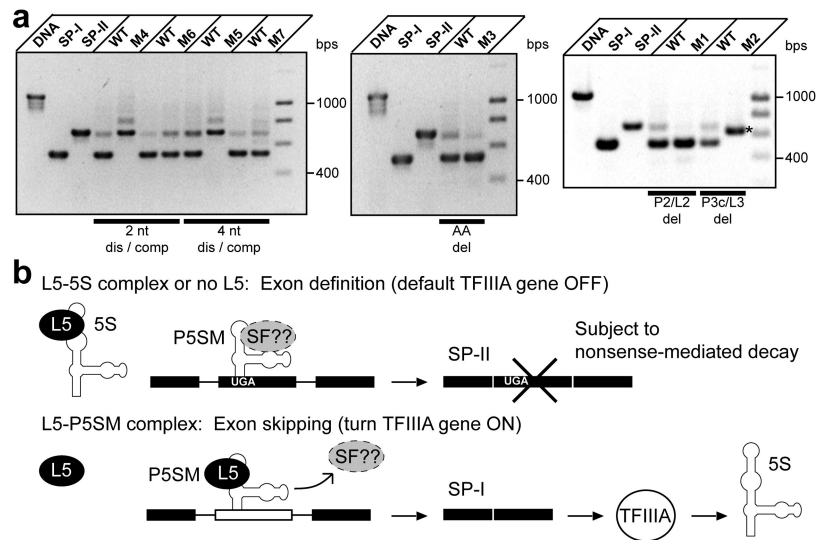 a
DNA SP-I SP-II WT M4 WT M6 WT M5 WT M7
bps
1000
400
2 nt dis / comp
4 nt dis / comp
DNA SP-I SP-II WT M3
bps
1000
400
AA del
DNA SP-I SP-II WT M1 WT M2
bps
1000
*
400
P2/L2 del
P3c/L3 del
b
L5-5S complex or no L5: Exon definition (default TFIIIA gene OFF)
L5 5S
P5SM SF??
UGA
SP-II
UGA
Subject to
nonsense-mediated decay
L5-P5SM complex: Exon skipping (turn TFIIIA gene ON)
L5
P5SM L5
SF??
SP-I
TFIIIA
5S